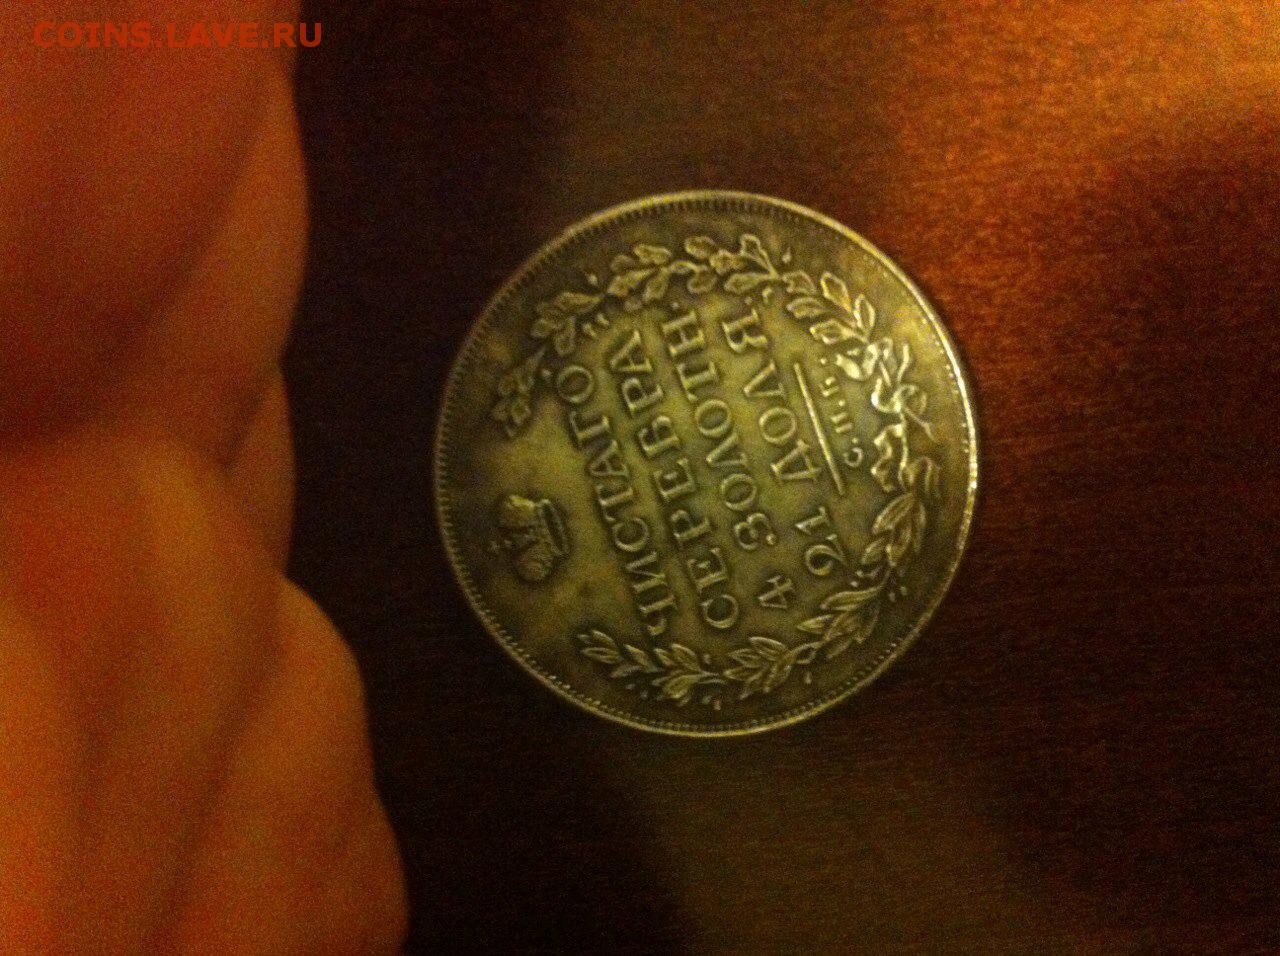 COINS.LAVE.RU
ЧИСТАГО
СЕРЕБРА
4 ЗОЛОТН.
21 ДОЛЯ.
С.П.Б.